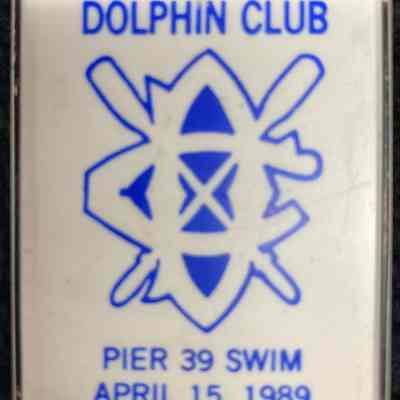 DOLPHIN CLUB
PIER 39 SWIM
APRIL 15, 1989